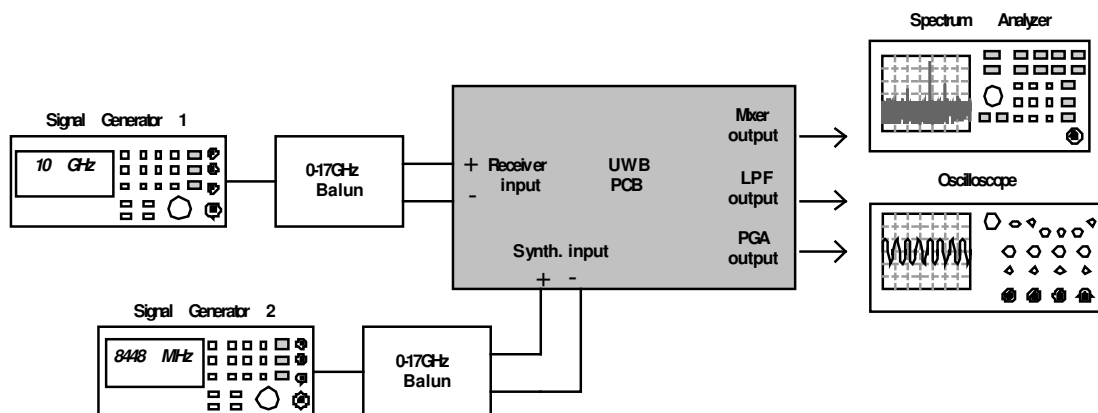 Spectrum Analyzer
Signal Generator 1
10 GHz
0-17GHz
Balun
+ Receiver
input
-
UWB
PCB
Mixer
output
LPF
output
PGA
output
Oscilloscope
Synth. input
+ -
Signal Generator 2
8448 MHz
0-17GHz
Balun